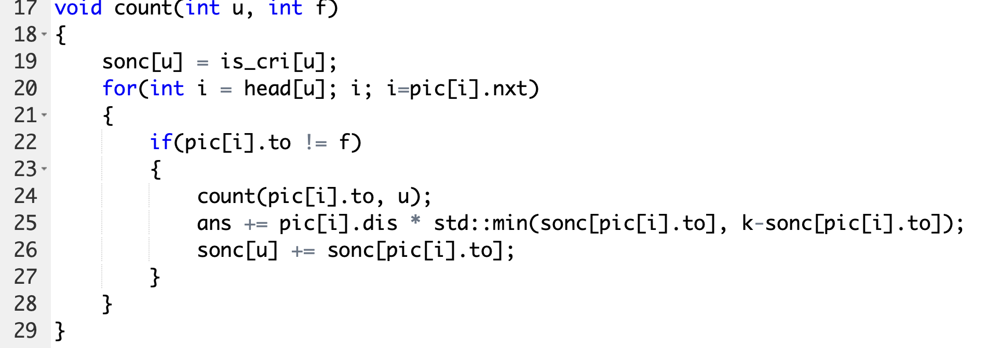 17 void count(int u, int f)
18 {
19 sonc[u] = is_cri[u];
20 for(int i = head[u]; i; i=pic[i].nxt)
21 {
22 if(pic[i].to != f)
23 {
24 count(pic[i].to, u);
25 ans += pic[i].dis * std::min(sonc[pic[i].to], k-sonc[pic[i].to]);
26 sonc[u] += sonc[pic[i].to];
27 }
28 }
29 }